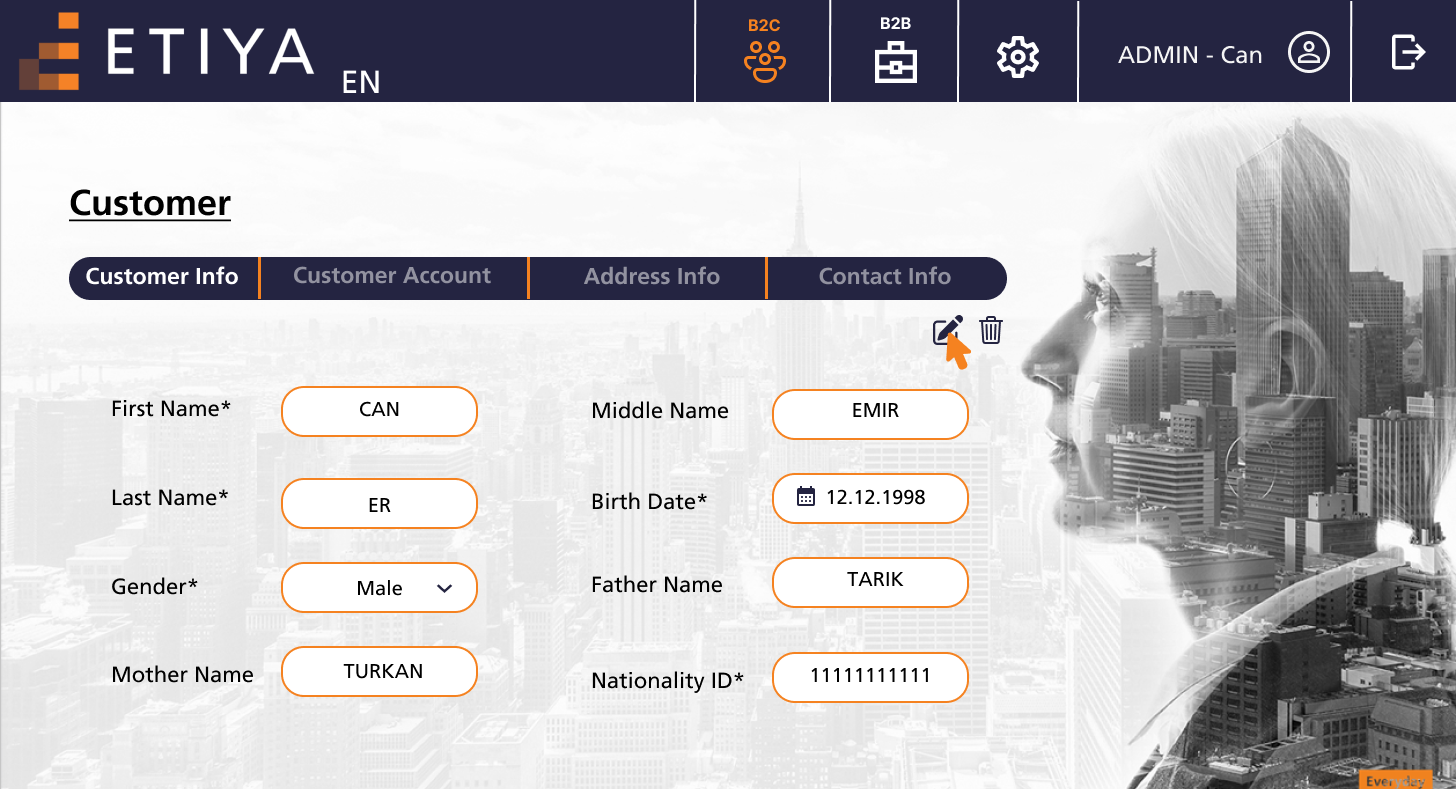 ETIYA
EN
B2C
B2B
ADMIN - Can
Customer
Customer Info
Customer Account
Address Info
Contact Info
First Name* CAN
Middle Name EMIR
Last Name* ER
Birth Date* 12.12.1998
Gender* Male
Father Name TARIK
Mother Name TURKAN
Nationality ID* 11111111111